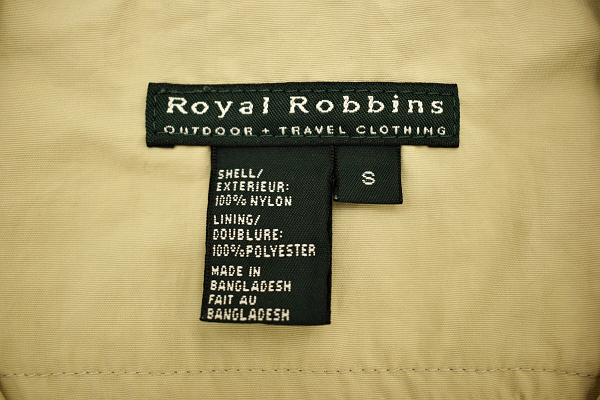 Royal Robbins
OUTDOOR + TRAVEL CLOTHING
SHELL/
EXTERIEUR:
100% NYLON
LINING/
DOUBLURE:
100% POLYESTER
MADE IN
BANGLADESH
FAIT AU
BANGLADESH
S